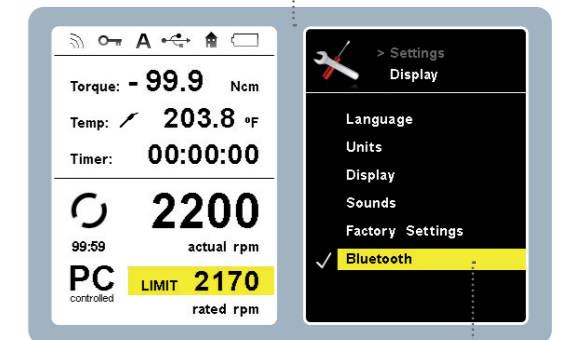 A
Torque: - 99.9 Ncm
Temp: 203.8 °F
Timer: 00:00:00
2200
99:59 actual rpm
PC LIMIT 2170
controlled
rated rpm
> Settings
Display
Language
Units
Display
Sounds
Factory Settings
Bluetooth